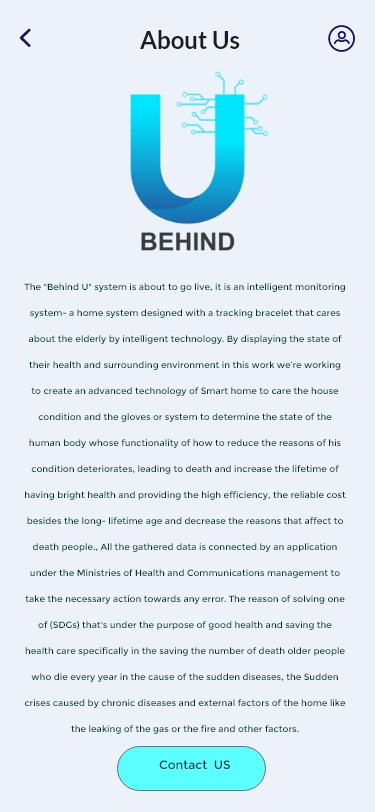 About Us
U
BEHIND
The "Behind U" system is about to go live, it is an intelligent monitoring
system- a home system designed with a tracking bracelet that cares
about the elderly by intelligent technology. By displaying the state of
their health and surrounding environment in this work we're working
to create an advanced technology of Smart home to care the house
condition and the gloves or system to determine the state of the
human body whose functionality of how to reduce the reasons of his
condition deteriorates, leading to death and increase the lifetime of
having bright health and providing the high efficiency, the reliable cost
besides the long- lifetime age and decrease the reasons that affect to
death people., All the gathered data is connected by an application
under the Ministries of Health and Communications management to
take the necessary action towards any error. The reason of solving one
of (SDGs) that's under the purpose of good health and saving the
health care specifically in the saving the number of death older people
who die every year in the cause of the sudden diseases, the Sudden
crises caused by chronic diseases and external factors of the home like
the leaking of the gas or the fire and other factors.
Contact US